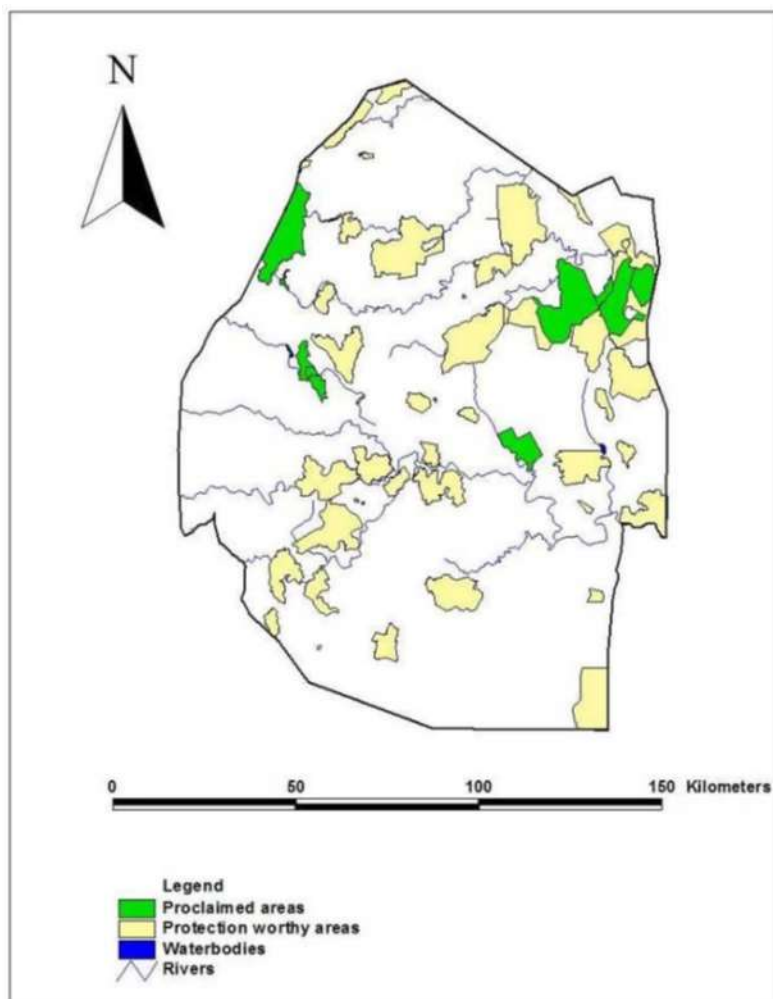 N
0 50 100 150 Kilometers
Legend
Proclaimed areas
Protection worthy areas
Waterbodies
Rivers